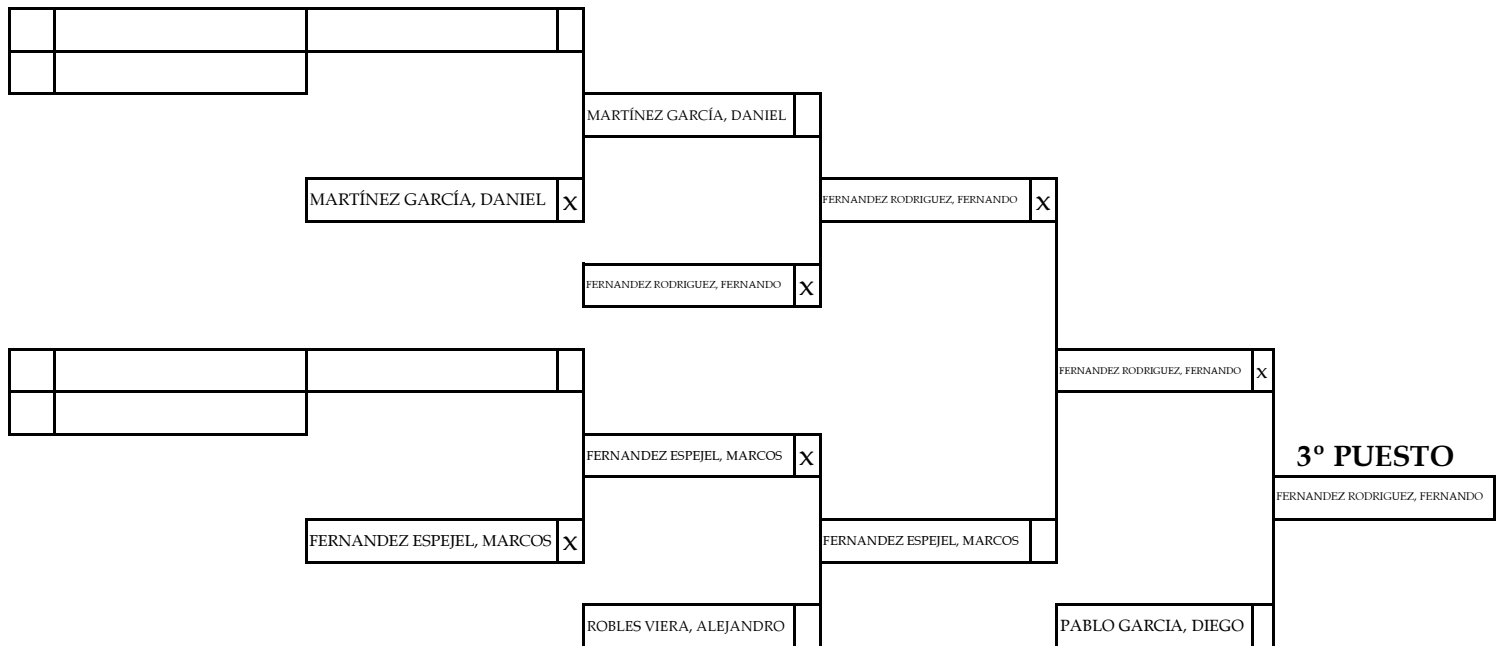 MARTÍNEZ GARCÍA, DANIEL
MARTÍNEZ GARCÍA, DANIEL X
FERNANDEZ RODRIGUEZ, FERNANDO X
FERNANDEZ RODRIGUEZ, FERNANDO X
FERNANDEZ RODRIGUEZ, FERNANDO X
FERNANDEZ ESPEJEL, MARCOS X
3º PUESTO
FERNANDEZ RODRIGUEZ, FERNANDO
FERNANDEZ ESPEJEL, MARCOS X
FERNANDEZ ESPEJEL, MARCOS
ROBLES VIERA, ALEJANDRO
PABLO GARCIA, DIEGO